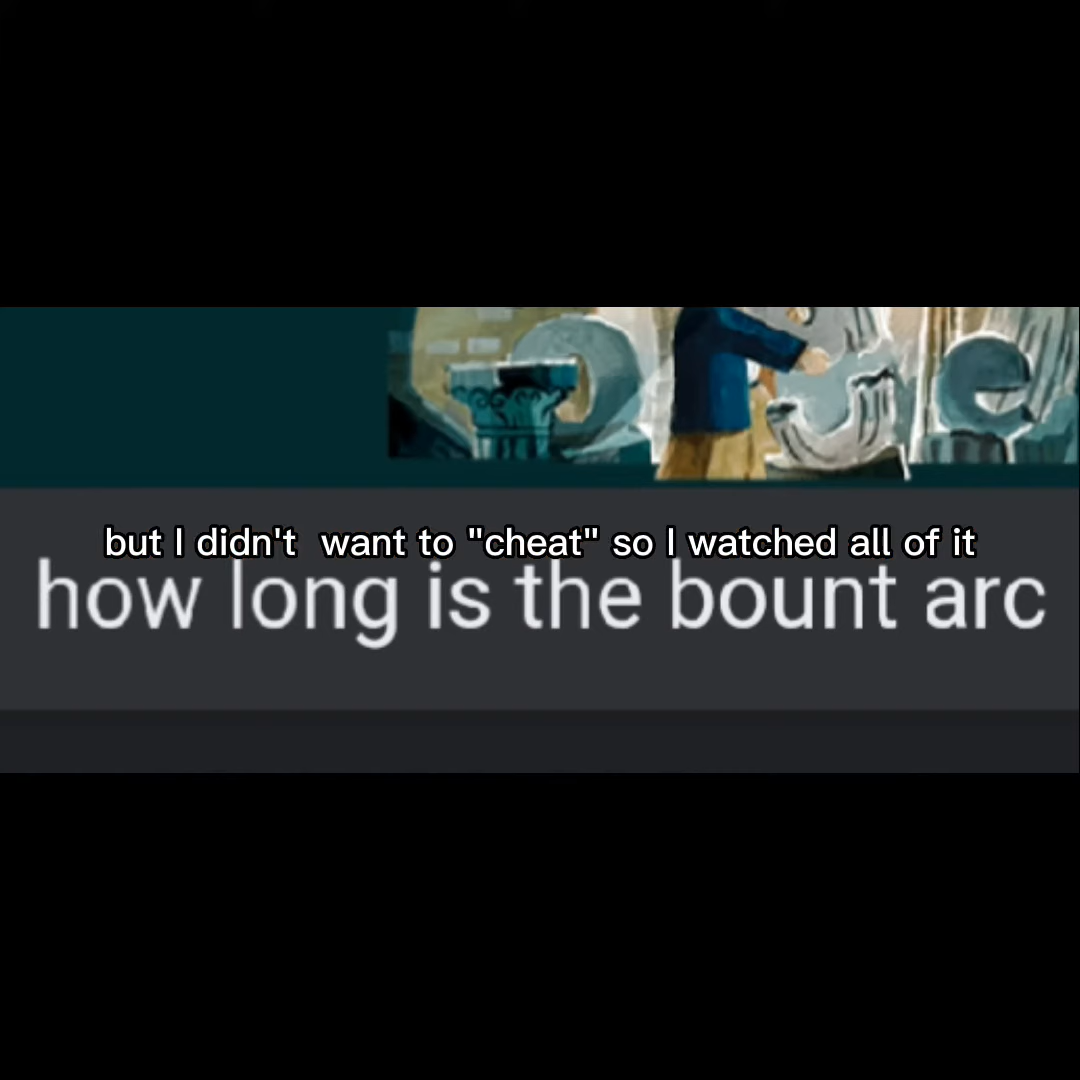 but I didn't  want to "cheat" so I watched all of it
how long is the bount arc